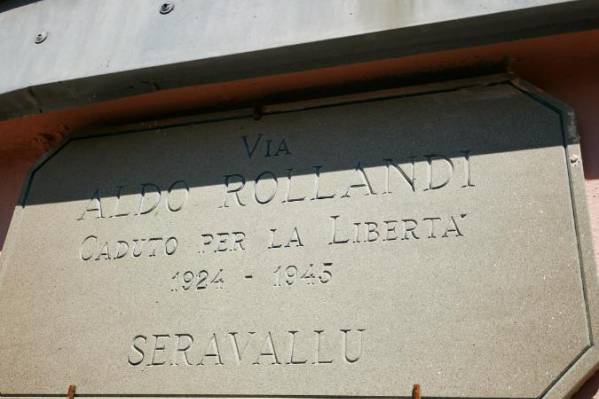 VIA
ALDO ROLLANDI
CADUTO PER LA LIBERTA'
1924 - 1945
SERAVALLU